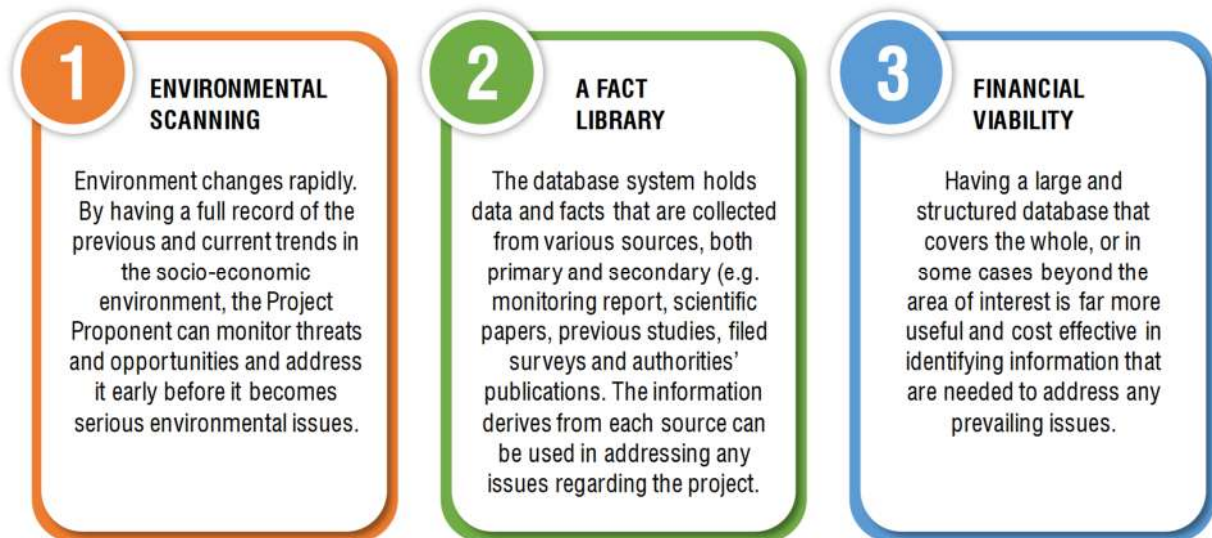 1
ENVIRONMENTAL
SCANNING
Environment changes rapidly.
By having a full record of the
previous and current trends in
the socio-economic
environment, the Project
Proponent can monitor threats
and opportunities and address
it early before it becomes
serious environmental issues.
2
A FACT
LIBRARY
The database system holds
data and facts that are collected
from various sources, both
primary and secondary (e.g.
monitoring report, scientific
papers, previous studies, filed
surveys and authorities’
publications. The information
derives from each source can
be used in addressing any
issues regarding the project.
3
FINANCIAL
VIABILITY
Having a large and
structured database that
covers the whole, or in
some cases beyond the
area of interest is far more
useful and cost effective in
identifying information that
are needed to address any
prevailing issues.